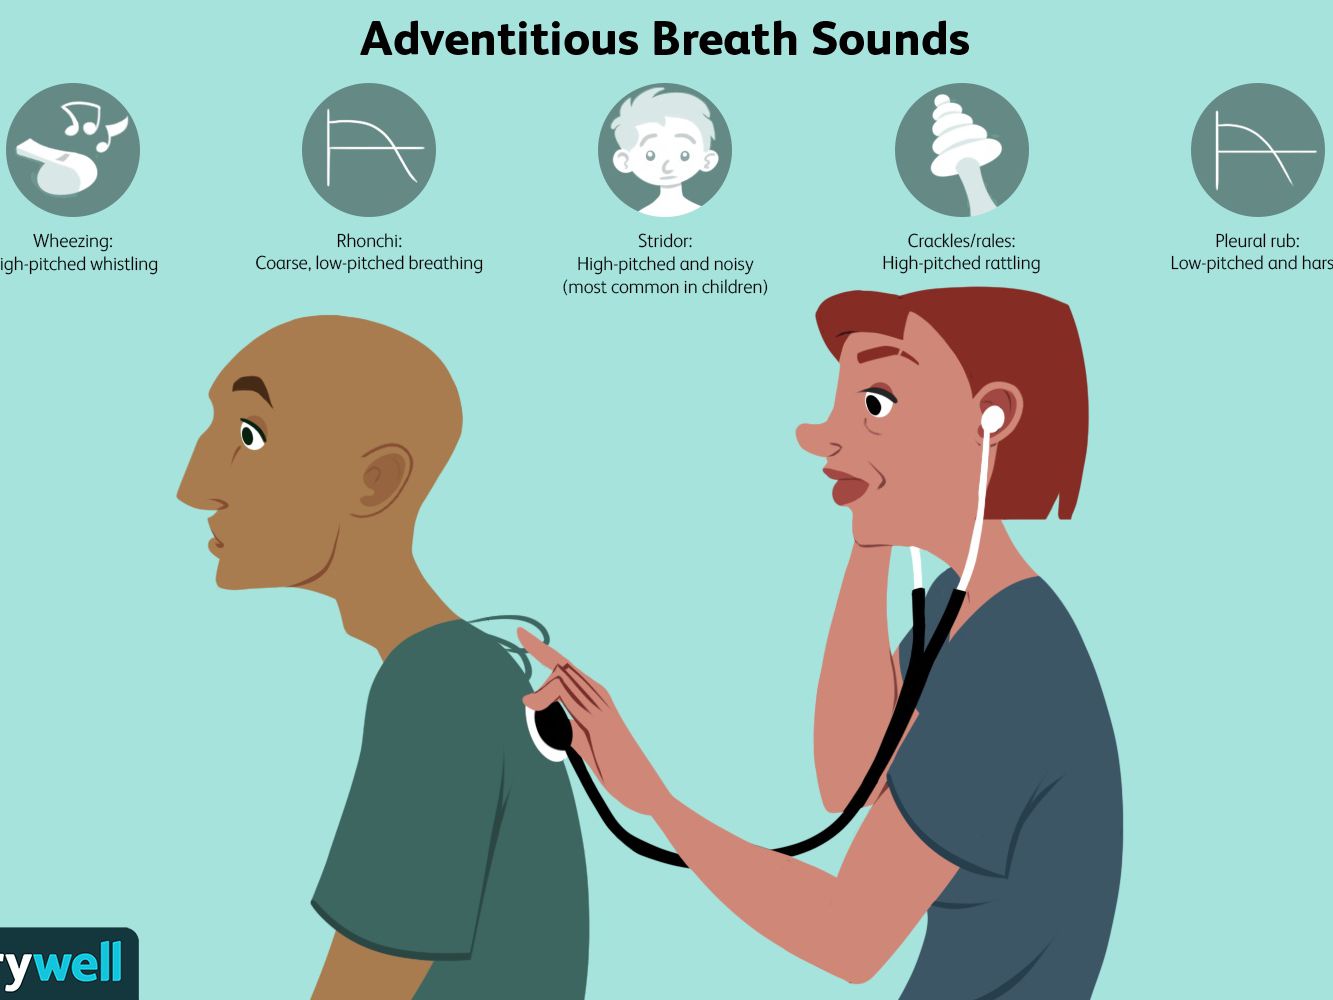 Adventitious Breath Sounds
Wheezing:
igh-pitched whistling
Rhonchi:
Coarse, low-pitched breathing
Stridor:
High-pitched and noisy
(most common in children)
Crackles/rales:
High-pitched rattling
Pleural rub:
Low-pitched and hars
rywell